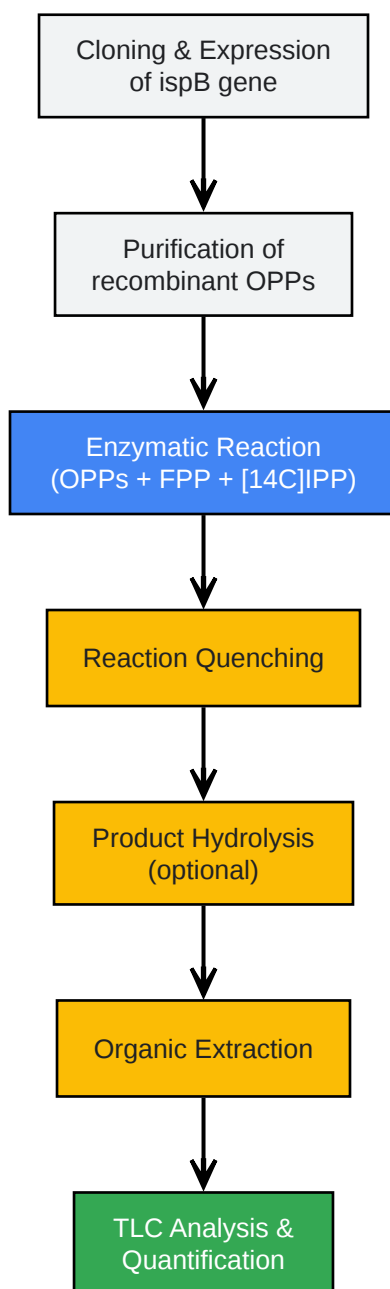 Cloning & Expression
of ispB gene
Purification of
recombinant OPPs
Enzymatic Reaction
(OPPs + FPP + [14C]IPP)
Reaction Quenching
Product Hydrolysis
(optional)
Organic Extraction
TLC Analysis &
Quantification